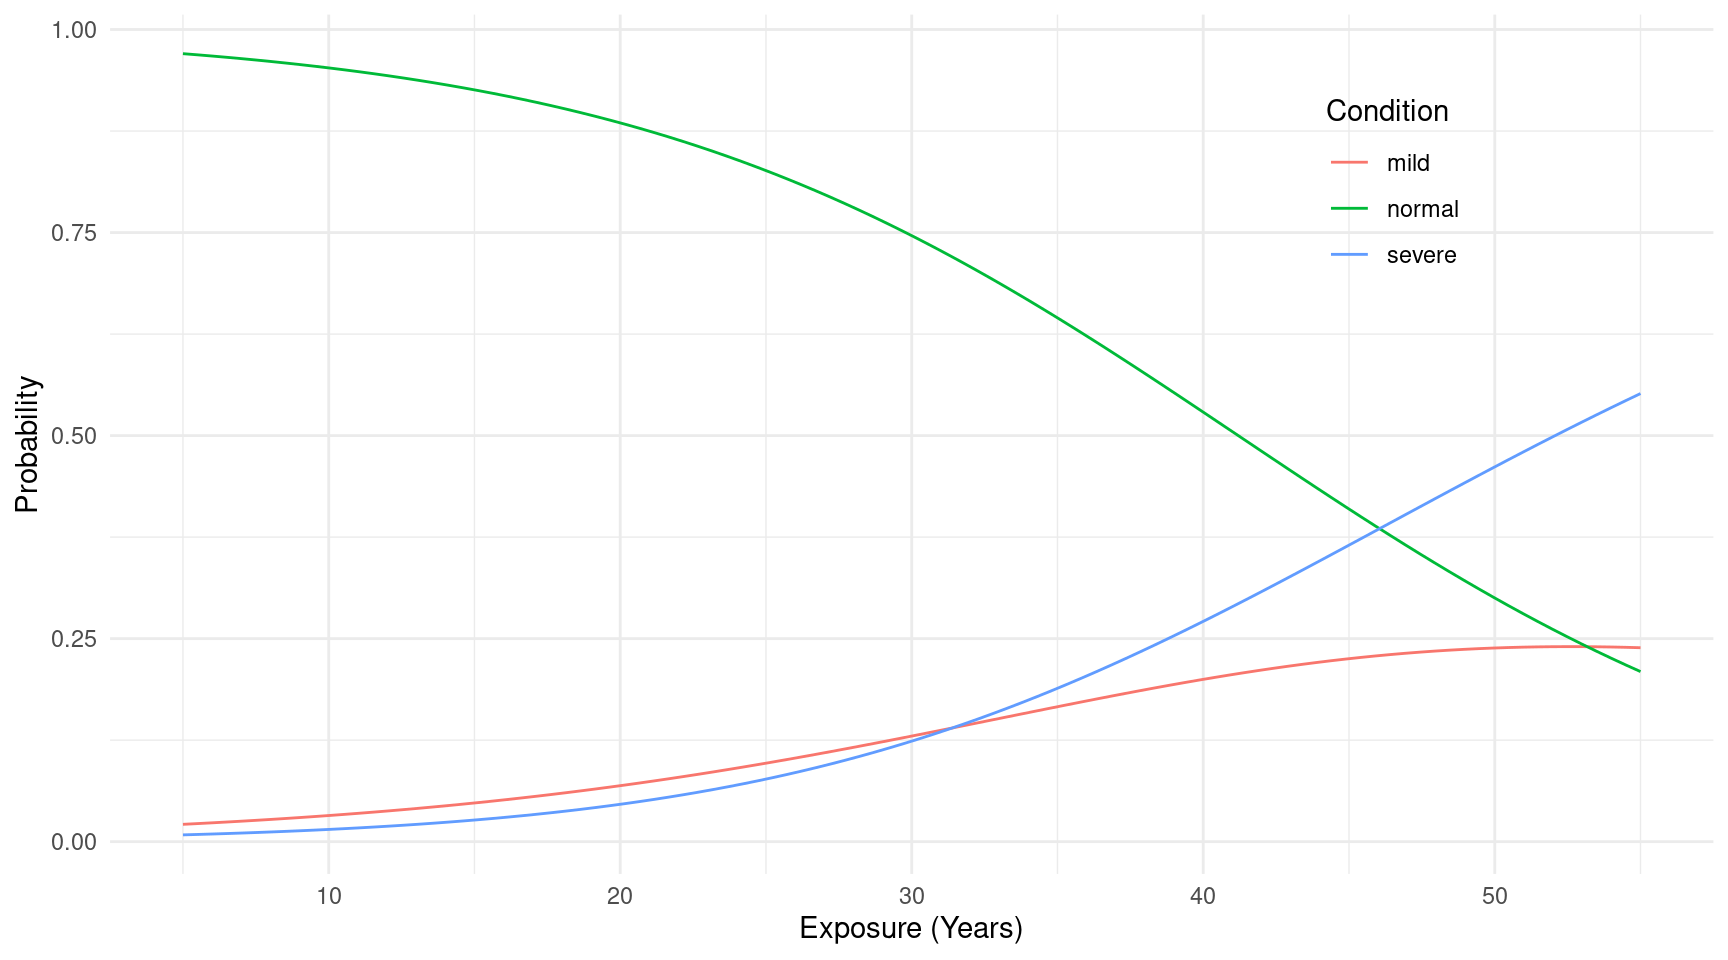 1.00
0.75
0.50
0.25
0.00
Probability
Condition
mild
normal
severe
10 20 30 40 50
Exposure (Years)